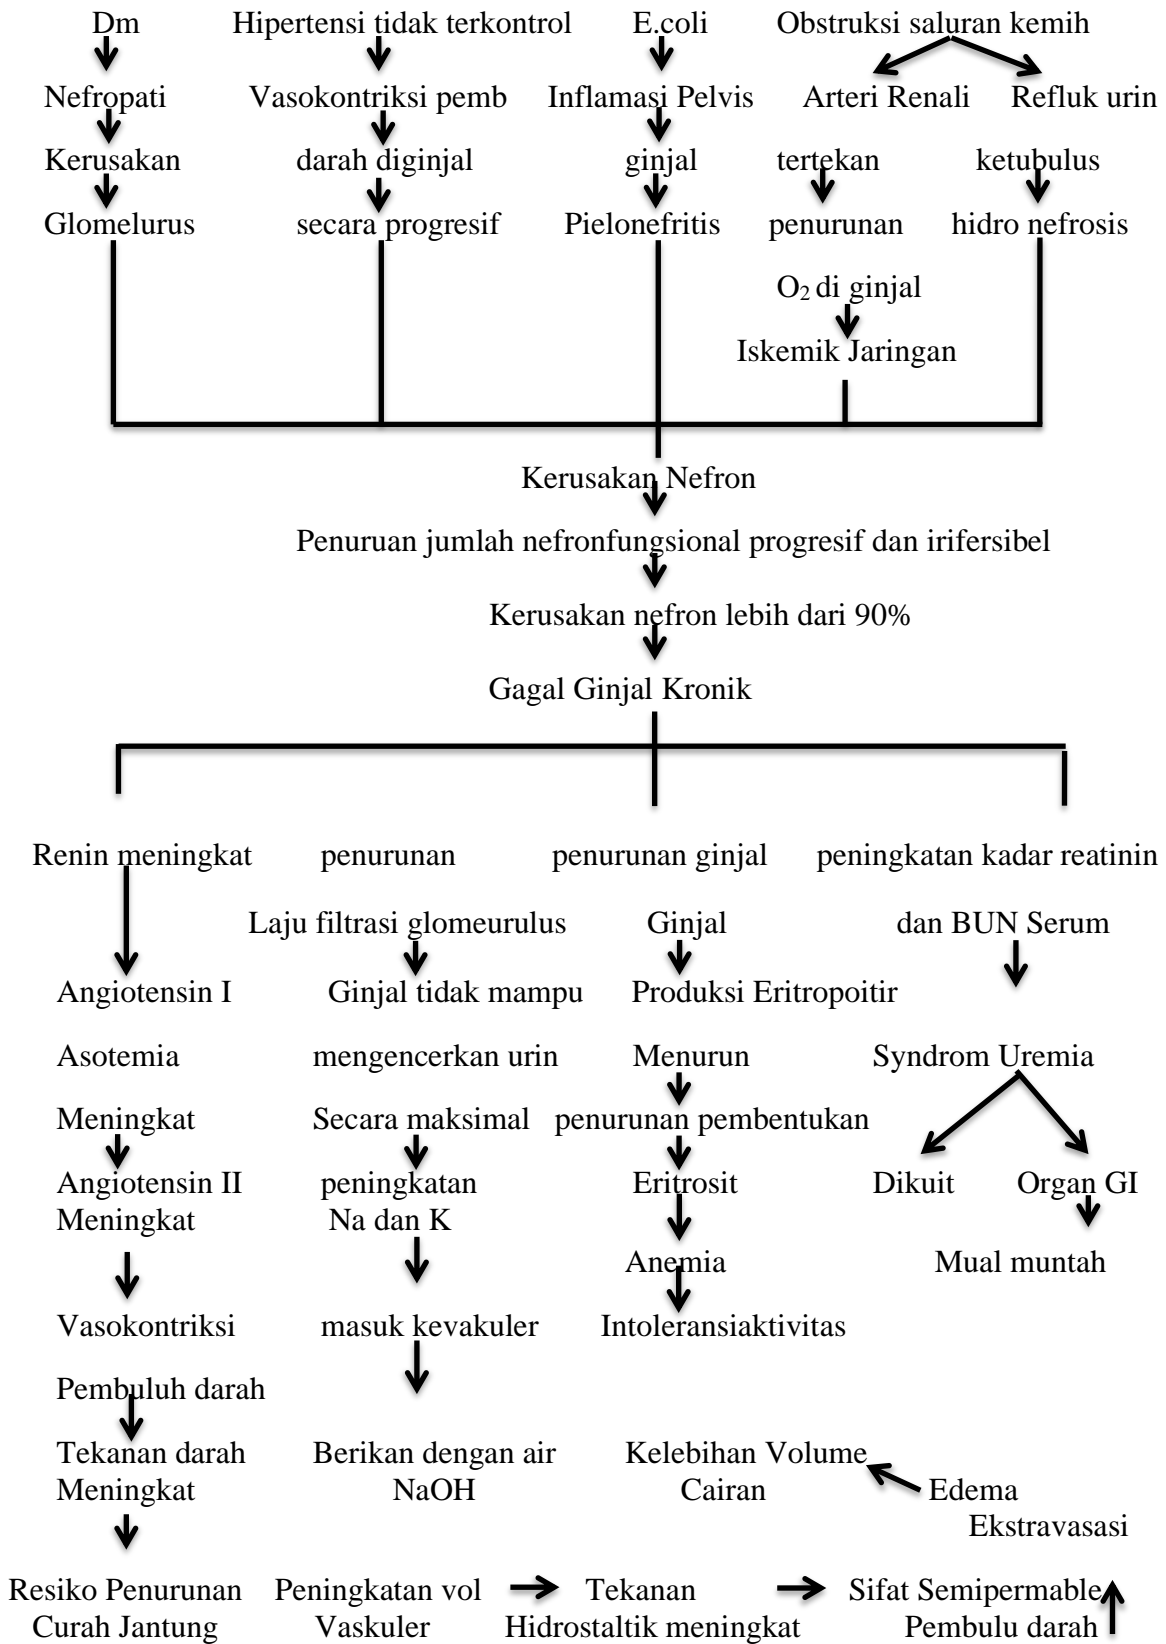 Dm Hipertensi tidak terkontrol E.coli Obstruksi saluran kemih
Nefropati Vasokontriksi pemb Inflamasi Pelvis Arteri Renali Refluk urin
Kerusakan darah diginjal ginjal tertekan ketubulus
Glomelurus secara progresif Pielonefritis penurunan hidro nefrosis
O₂ di ginjal
Iskemik Jaringan
Kerusakan Nefron
Penuruan jumlah nefronfungsional progresif dan irifersibel
Kerusakan nefron lebih dari 90%
Gagal Ginjal Kronik
Renin meningkat penurunan penurunan ginjal peningkatan kadar reatinin
Laju filtrasi glomeurulus Ginjal dan BUN Serum
Angiotensin I Ginjal tidak mampu Produksi Eritropoitir
Asotemia mengencerkan urin Menurun Syndrom Uremia
Meningkat Secara maksimal penurunan pembentukan
Angiotensin II peningkatan Eritrosit Dikuit Organ GI
Meningkat Na dan K
Anemia Mual muntah
Vasokontriksi masuk kevakuler Intoleransiaktivitas
Pembuluh darah
Tekanan darah Berikan dengan air Kelebihan Volume
Meningkat NaOH Cairan Edema
Ekstravasasi
Resiko Penurunan Peningkatan vol Tekanan Sifat Semipermable
Curah Jantung Vaskuler Hidrostaltik meningkat Pembulu darah